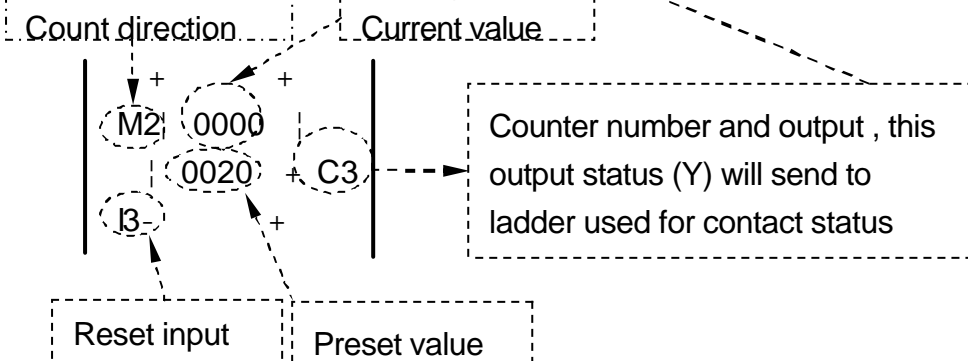 Count direction
Current value
+ +
M2 0000 |
| 0020 + C3
I3- +
Counter number and output , this
output status (Y) will send to
ladder used for contact status
Reset input
Preset value